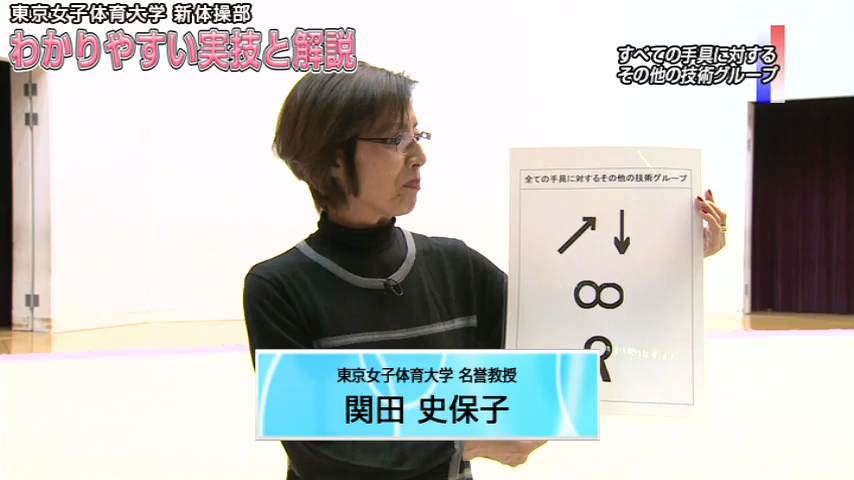 東京女子体育大学 新体操部
わかりやすい実技と解説
すべての手具に対する
その他の技術グループ
全ての手具に対するその他の技術グループ
東京女子体育大学 名誉教授
関田 史保子